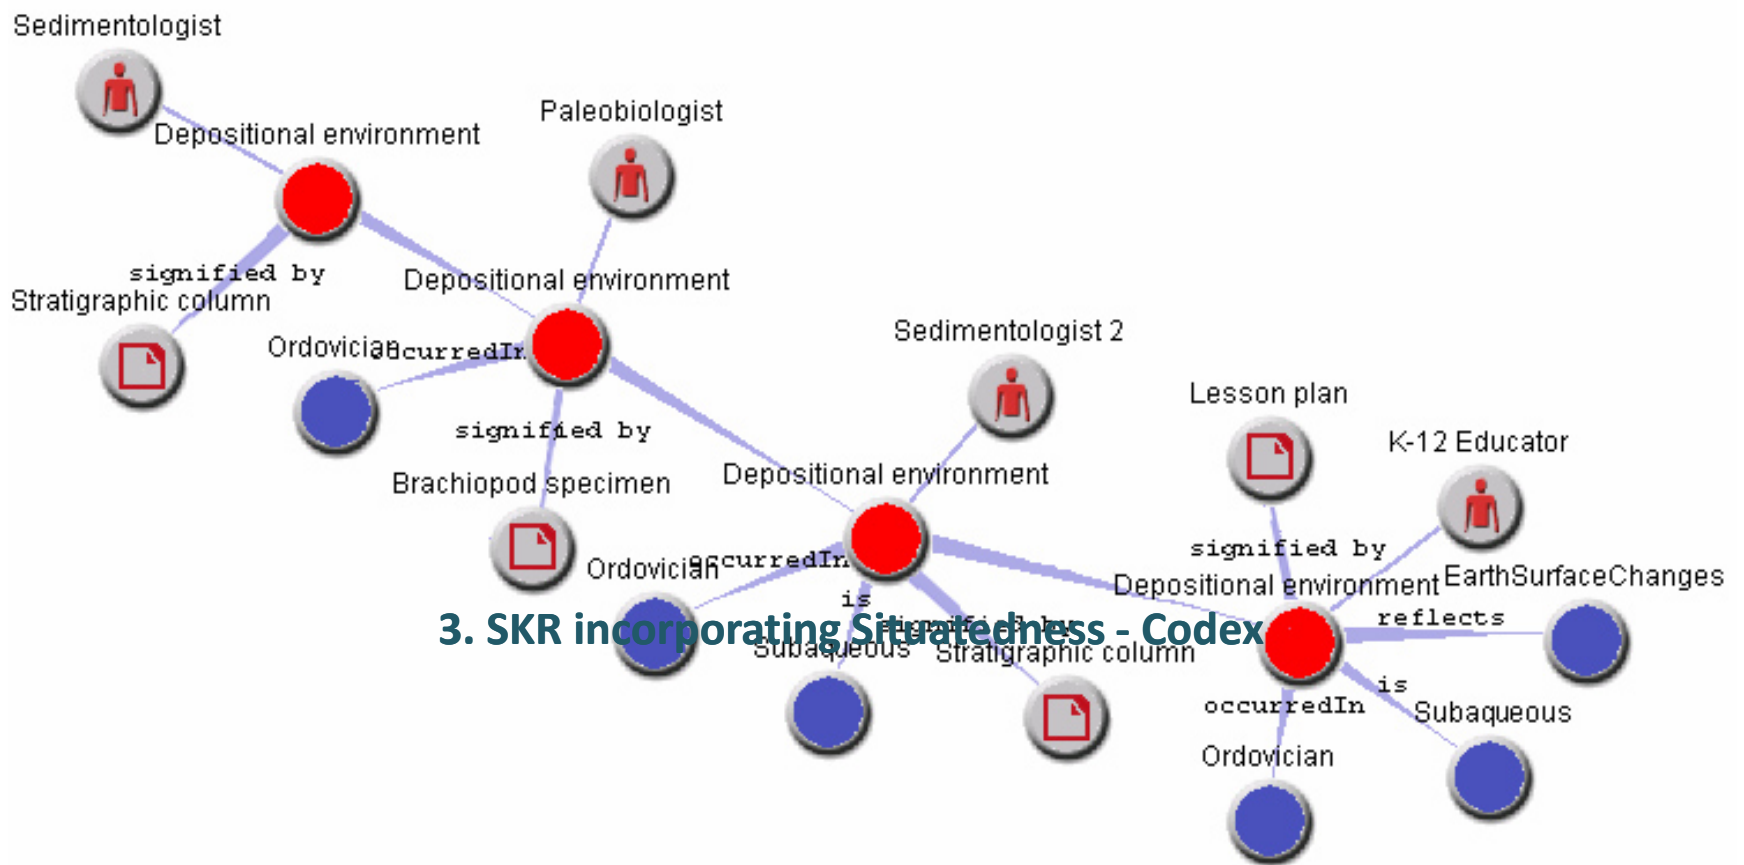 Sedimentologist
Depositional environment
Paleobiologist
signified by
Stratigraphic column
Depositional environment
Ordovician
occurredIn
signified by
Brachiopod specimen
Sedimentologist 2
Depositional environment
Ordovician
occurredIn
is
Subaqueous
signified by
Stratigraphic column
Lesson plan
K-12 Educator
signified by
Depositional environment
EarthSurfaceChanges
reflects
is
occurredIn
Subaqueous
Ordovician
3. SKR incorporating Situatedness - Codex